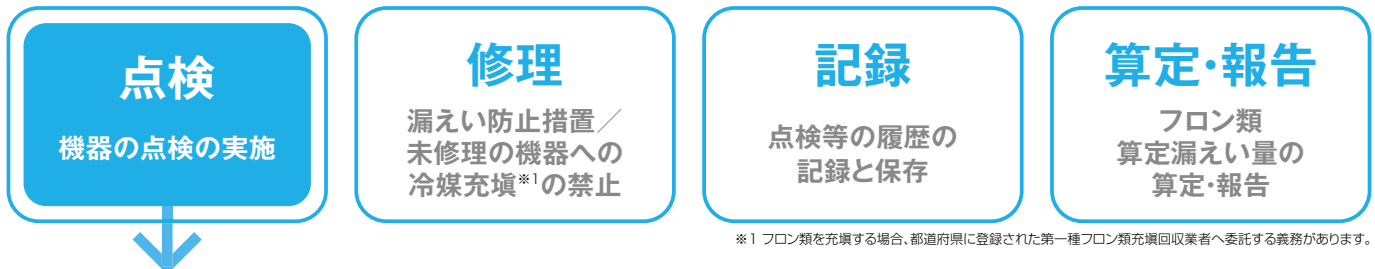 点検
機器の点検の実施
修理
漏えい防止措置／
未修理の機器への
冷媒充塡※1の禁止
記録
点検等の履歴の
記録と保存
算定・報告
フロン類
算定漏えい量の
算定・報告
※1 フロン類を充塡する場合、都道府県に登録された第一種フロン類充塡回収業者へ委託する義務があります。